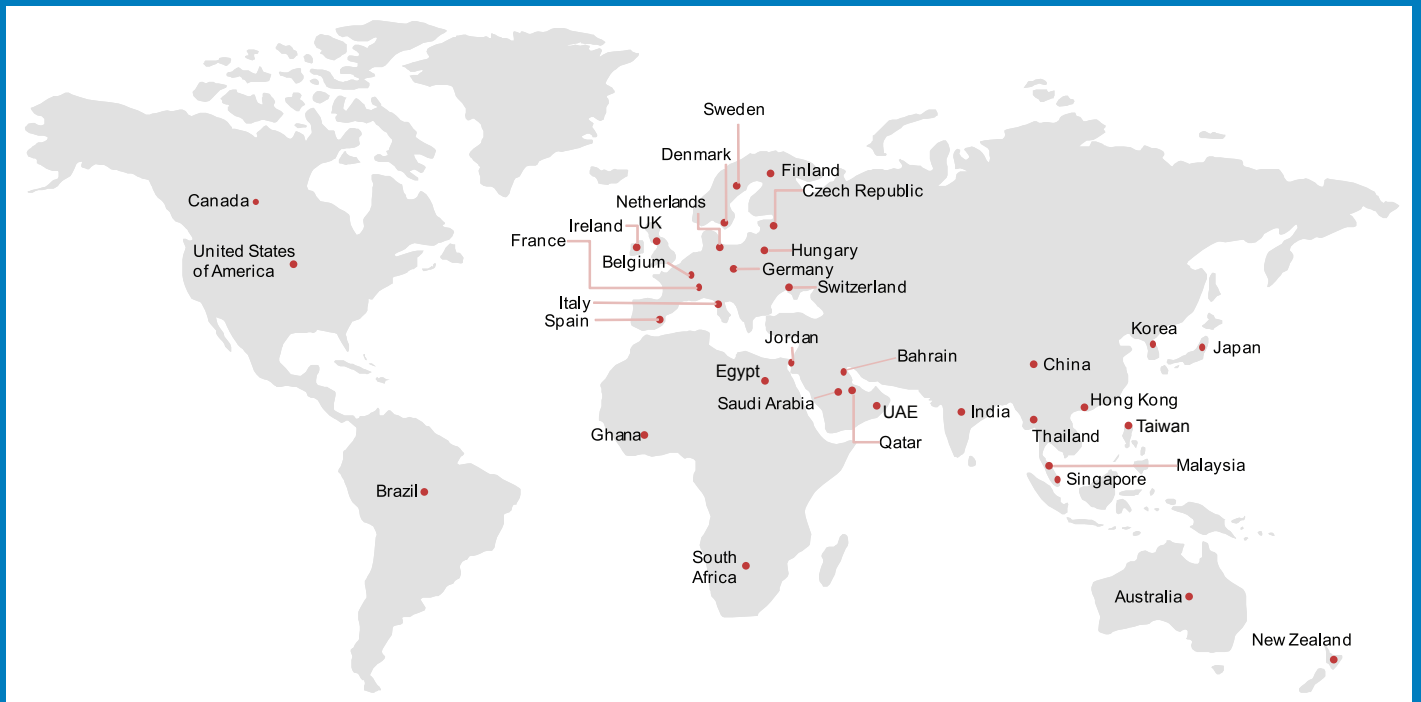 Sweden
Denmark
Finland
Czech Republic
Canada
Netherlands
Ireland
UK
France
United States
of America
Hungary
Belgium
Germany
Switzerland
Italy
Spain
Korea
Jordan
Japan
Bahrain
China
Egypt
Saudi Arabia
Hong Kong
UAE
India
Taiwan
Ghana
Thailand
Qatar
Malaysia
Singapore
Brazil
South
Africa
Australia
New Zealand